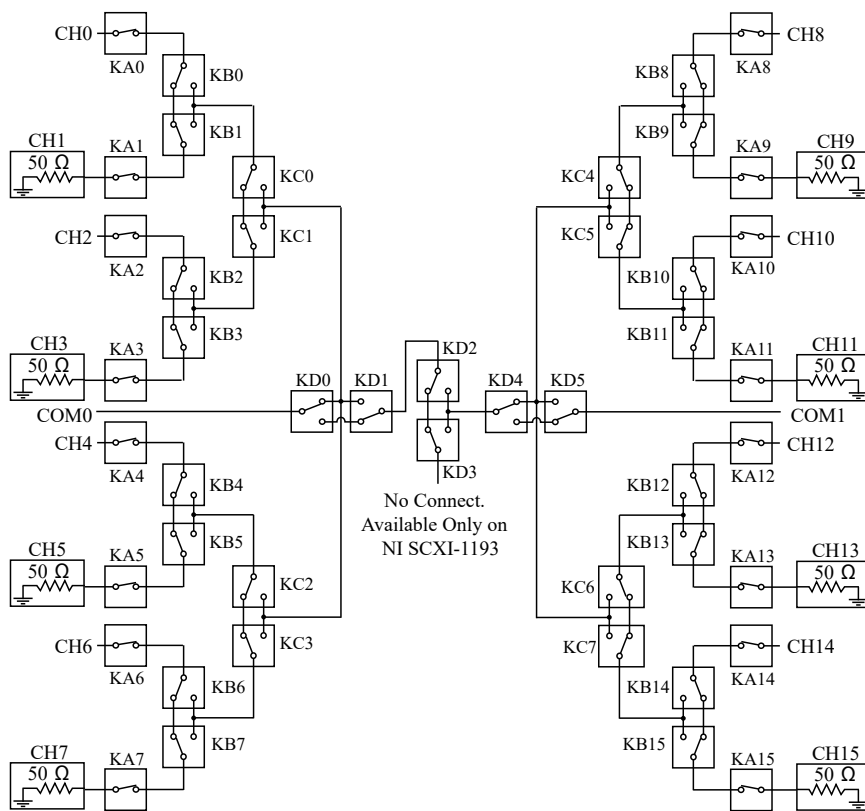 CH0
KA0
KB0
CH1
50 Ω
KA1
KB1
KC0
CH2
KA2
KC1
KB2
CH3
50 Ω
KA3
KB3
COM0
KD0
KD1
KD2
KD3
KD4
KD5
COM1
No Connect.
Available Only on
NI SCXI-1193
CH4
KA4
KB4
CH5
50 Ω
KA5
KB5
KC2
CH6
KA6
KC3
KB6
CH7
50 Ω
KA7
KB7
CH8
KA8
KB8
KB9
CH9
50 Ω
KA9
KC4
KC5
CH10
KA10
KB10
KB11
CH11
50 Ω
KA11
CH12
KA12
KB12
KB13
CH13
50 Ω
KA13
KC6
KC7
CH14
KA14
KB14
KB15
CH15
50 Ω
KA15